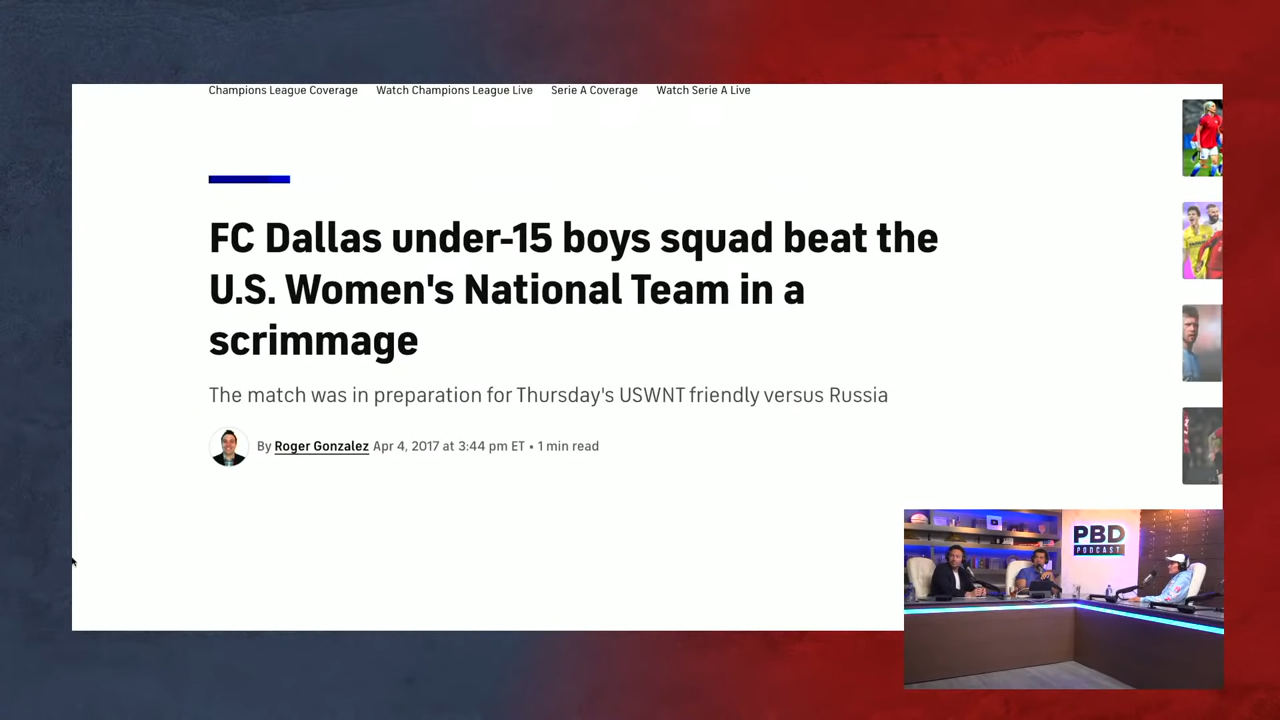 Champions League Coverage Watch Champions League Live Serie A Coverage Watch Serie A Live
FC Dallas under-15 boys squad beat the
U.S. Women's National Team in a
scrimmage
The match was in preparation for Thursday's USWNT friendly versus Russia
By Roger Gonzalez Apr 4, 2017 at 3:44 pm ET • 1 min read
PBD
PODCAST